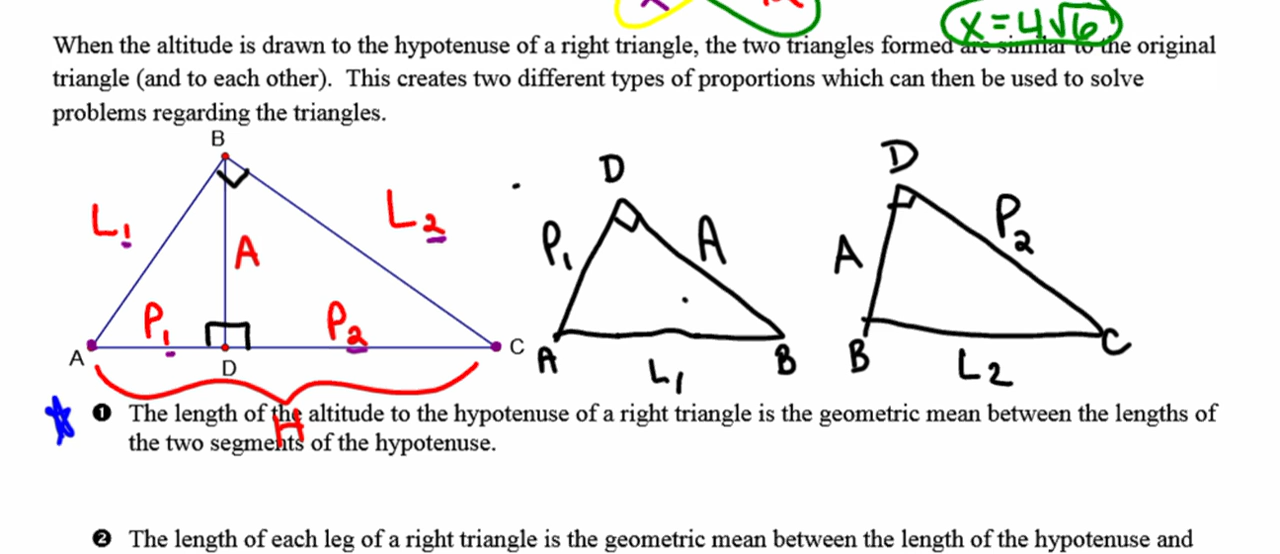 x = 4√6
When the altitude is drawn to the hypotenuse of a right triangle, the two triangles formed are similar to the original
triangle (and to each other). This creates two different types of proportions which can then be used to solve
problems regarding the triangles.
B
L₁
L₂
A
P₁
P₂
A
D
C
H
D
P₁
A
A
L₁
B
D
A
P₂
B
L₂
C
❶ The length of the altitude to the hypotenuse of a right triangle is the geometric mean between the lengths of
the two segments of the hypotenuse.
❷ The length of each leg of a right triangle is the geometric mean between the length of the hypotenuse and